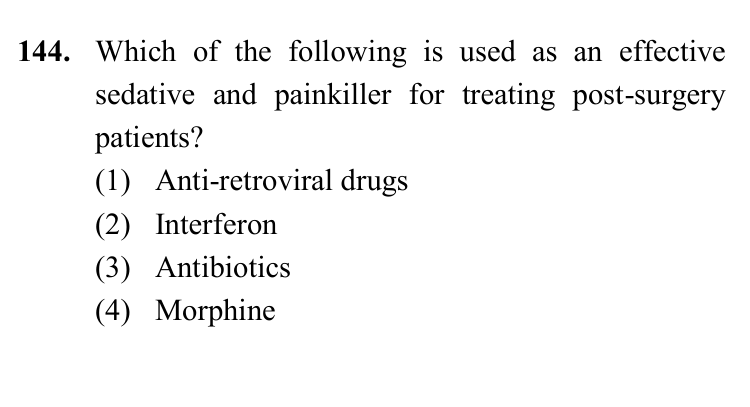 144. Which of the following is used as an effective
sedative and painkiller for treating post-surgery
patients?
(1) Anti-retroviral drugs
(2) Interferon
(3) Antibiotics
(4) Morphine